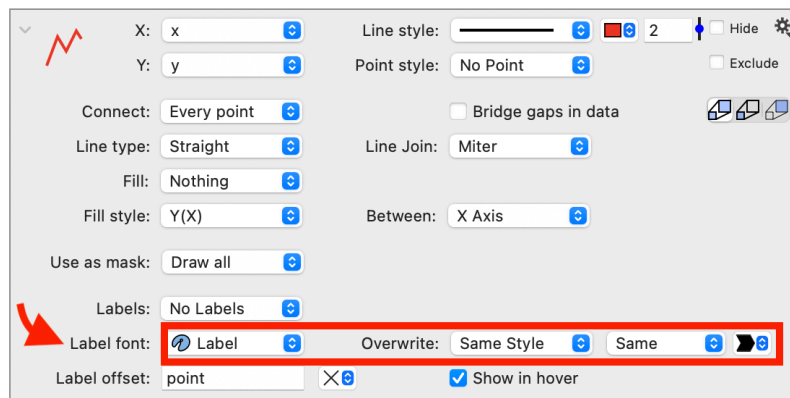 X: x Line style: 2 Hide
Y: y Point style: No Point Exclude
Connect: Every point Bridge gaps in data
Line type: Straight Line Join: Miter
Fill: Nothing
Fill style: Y(X) Between: X Axis
Use as mask: Draw all
Labels: No Labels
Label font: Label Overwrite: Same Style Same
Label offset: point Show in hover